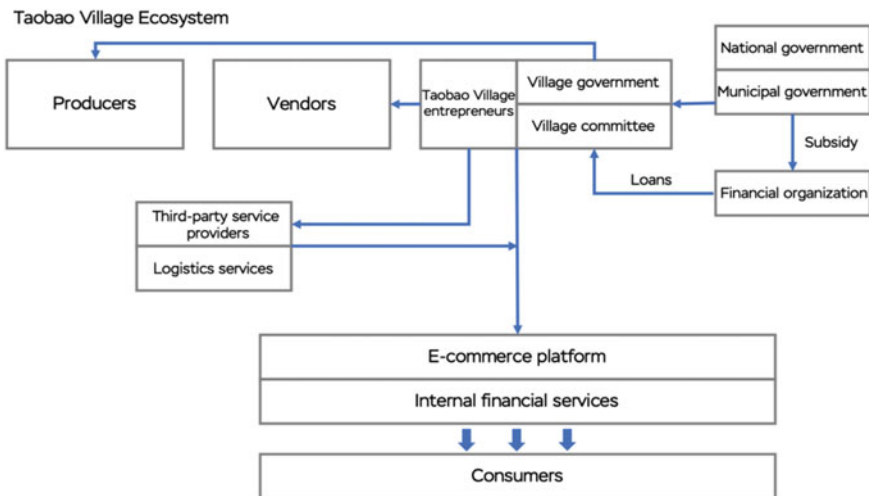 Taobao Village Ecosystem
National government
Producers
Vendors
Taobao Village
entrepreneurs
Village government
Municipal government
Village committee
Subsidy
Loans
Financial organization
Third-party service
providers
Logistics services
E-commerce platform
Internal financial services
Consumers